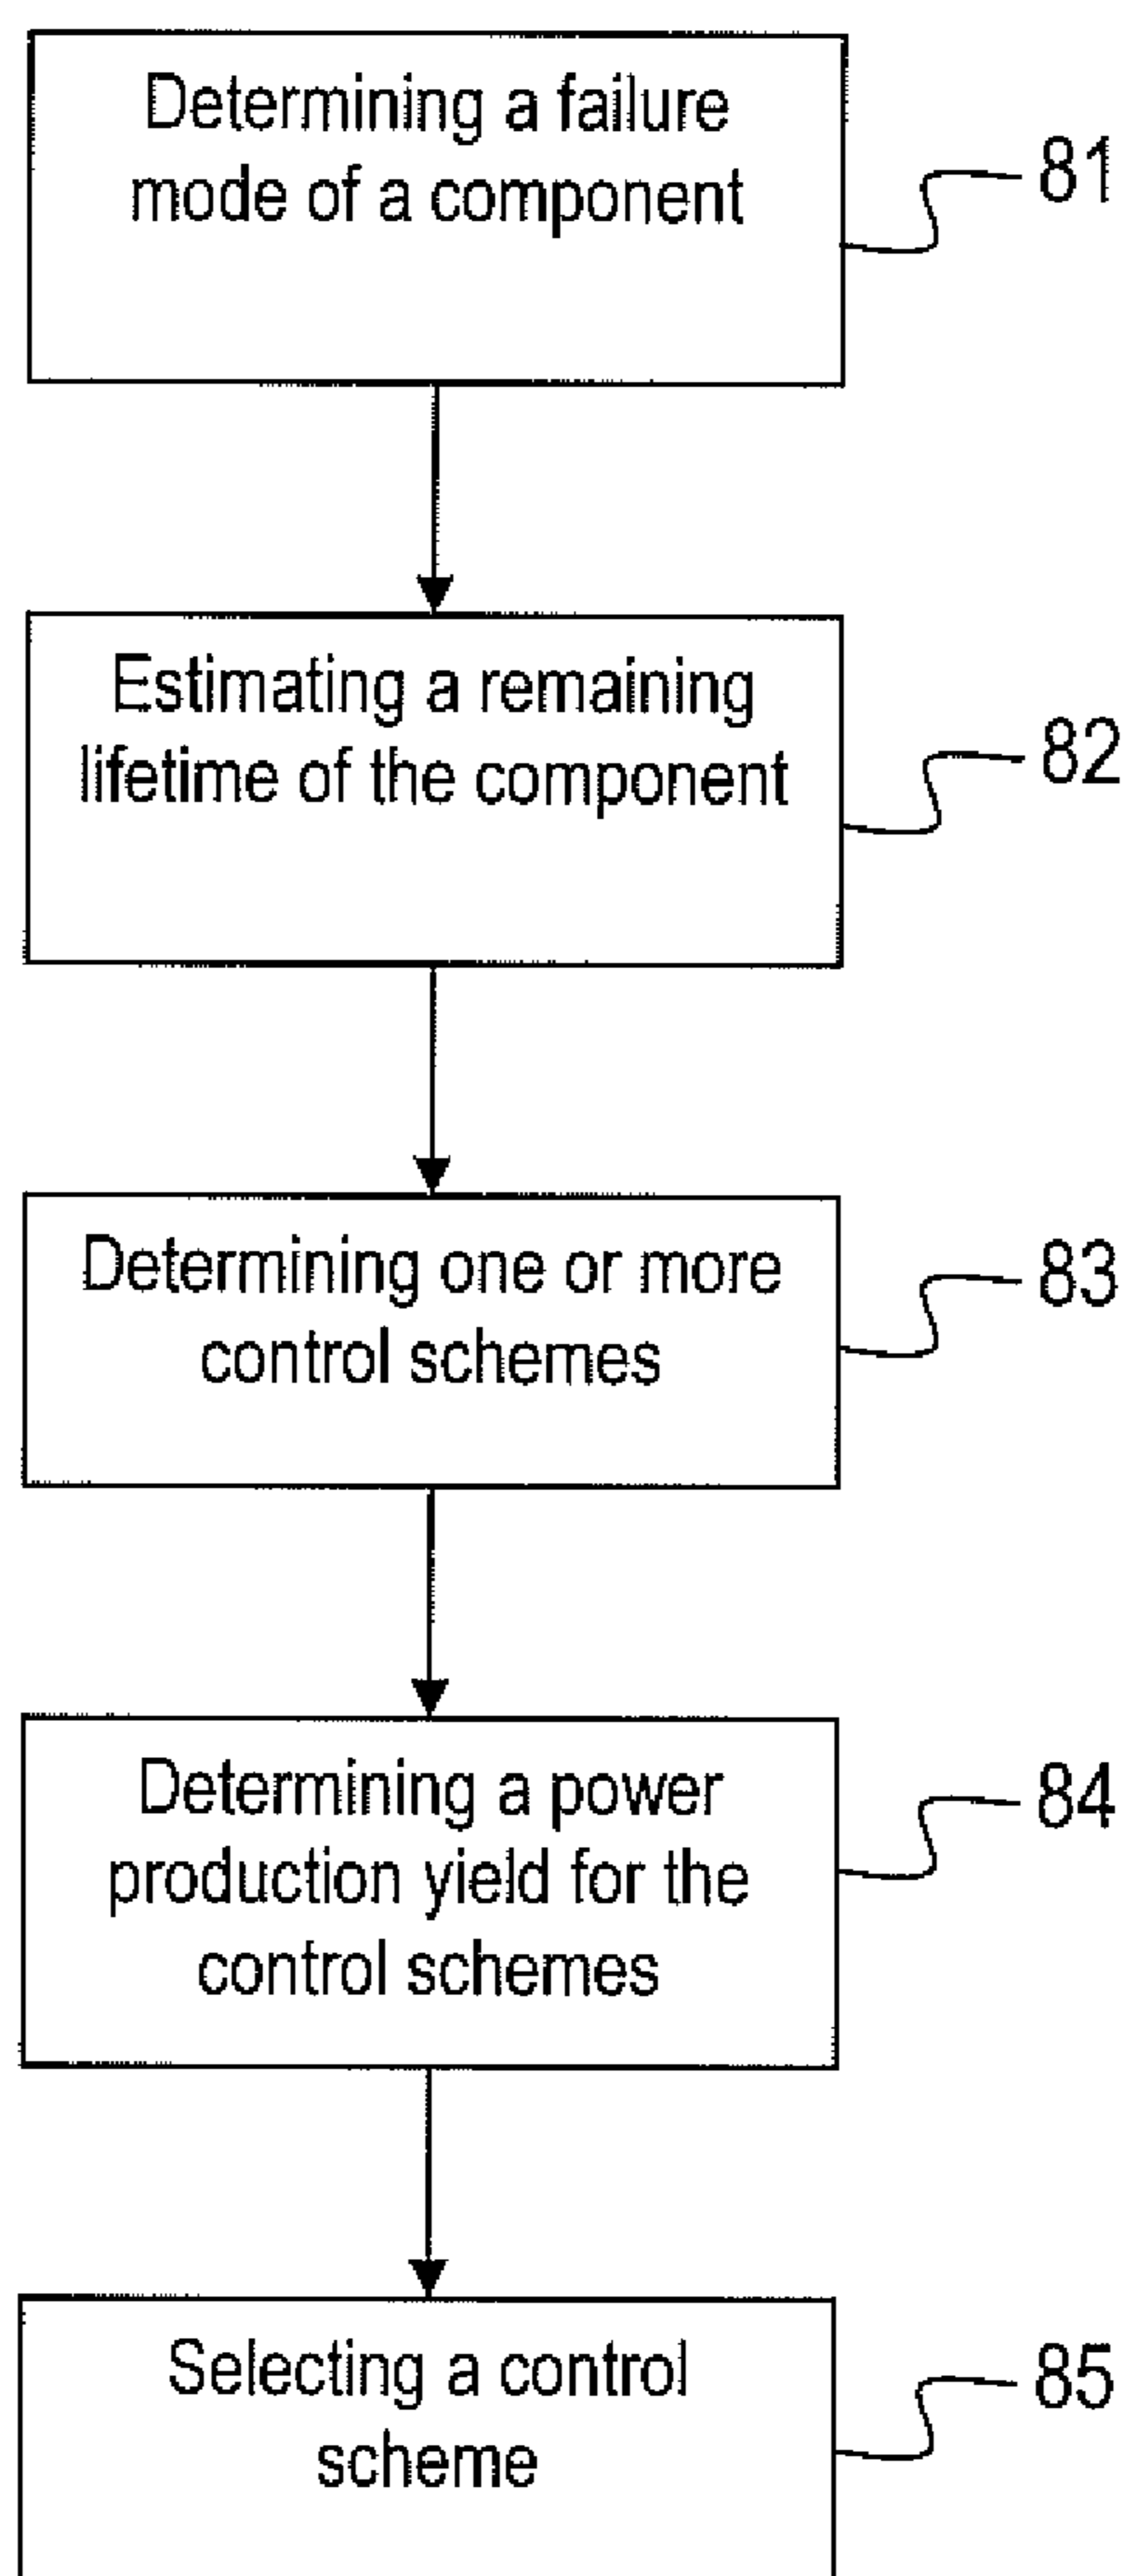 Determining a failure
mode of a component
81
Estimating a remaining
lifetime of the component
82
Determining one or more
control schemes
83
Determining a power
production yield for the
control schemes
84
Selecting a control
scheme
85